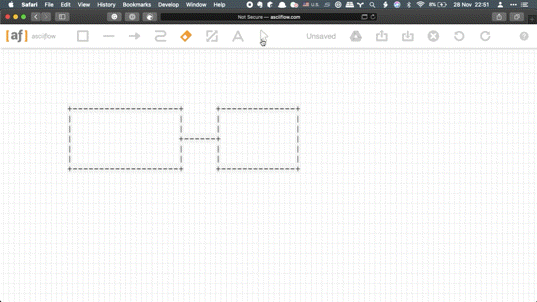 Safari File Edit View History Bookmarks Develop Window Help U.S. 8% 28 Nov 22:51
Not Secure — asciiflow.com
[af] asciiflow A Unsaved ?